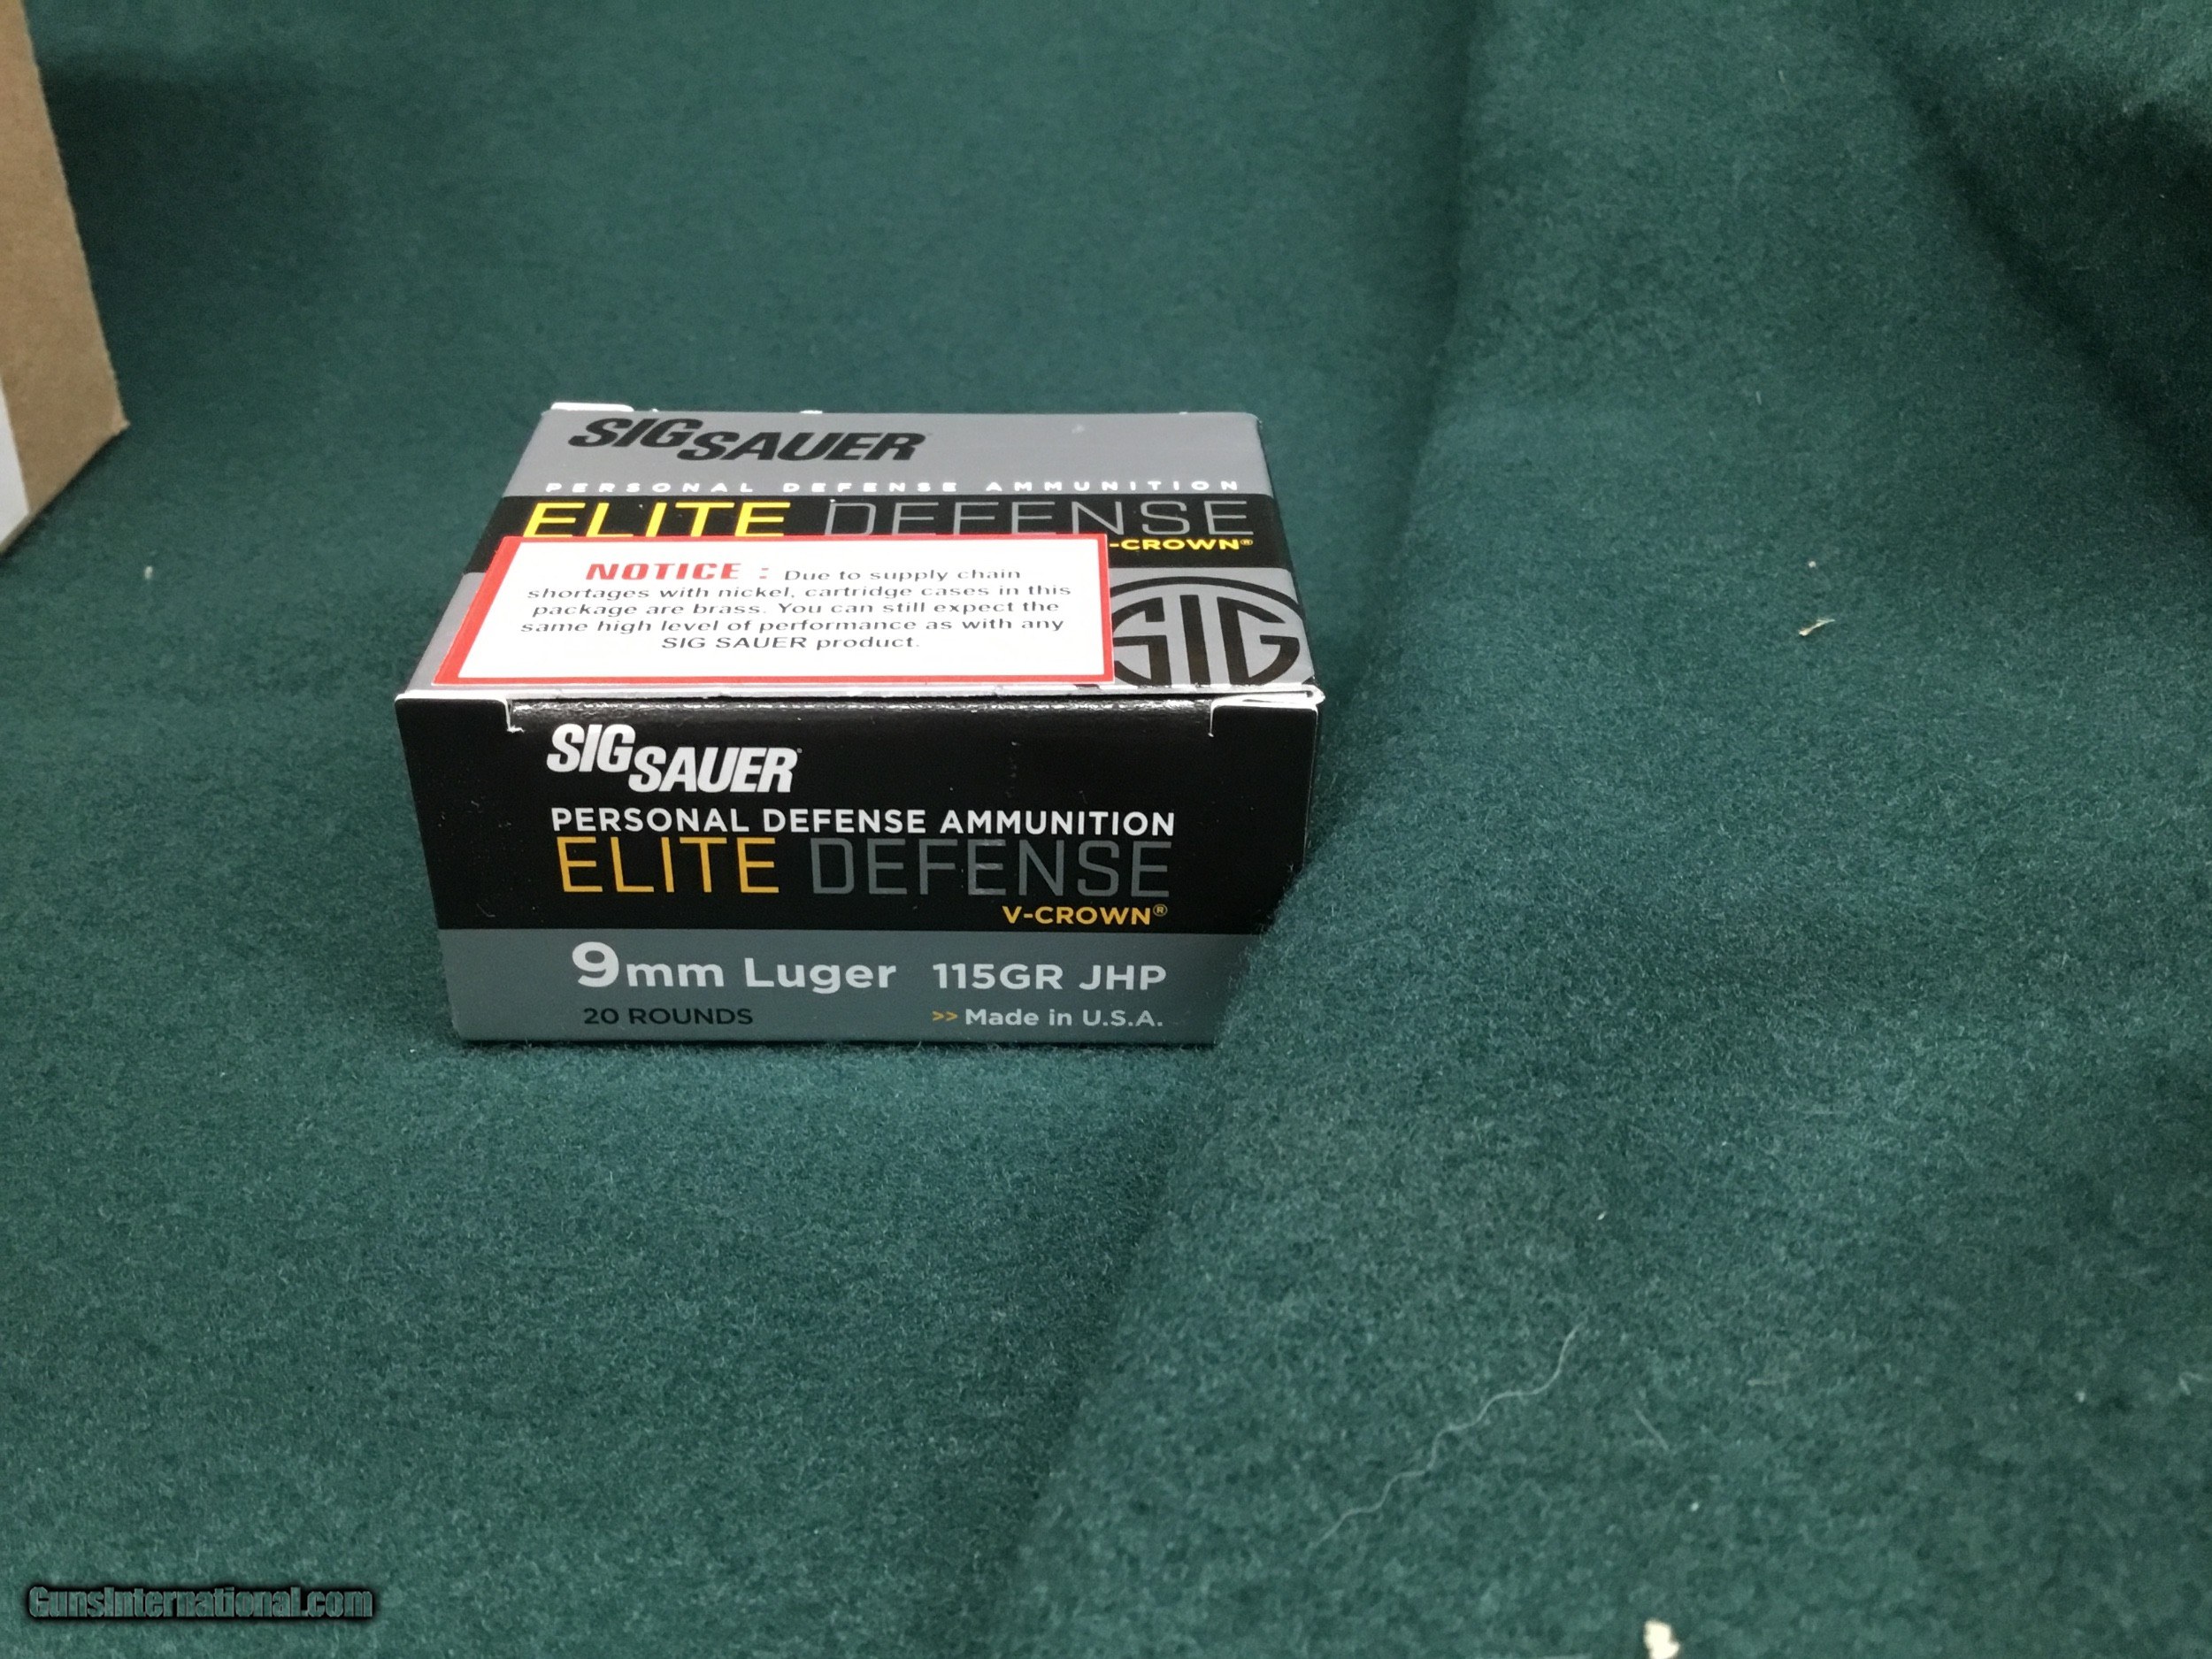 SIG SAUER
PERSONAL DEFENSE AMMUNITION
ELITE DEFENSE
-CROWN®
NOTICE : Due to supply chain
shortages with nickel, cartridge cases in this
package are brass. You can still expect the
same high level of performance as with any
SIG SAUER product.
SIG
SIG SAUER
PERSONAL DEFENSE AMMUNITION
ELITE DEFENSE
V-CROWN®
9mm Luger 115GR JHP
20 ROUNDS >> Made in U.S.A.
GunsInternational.com